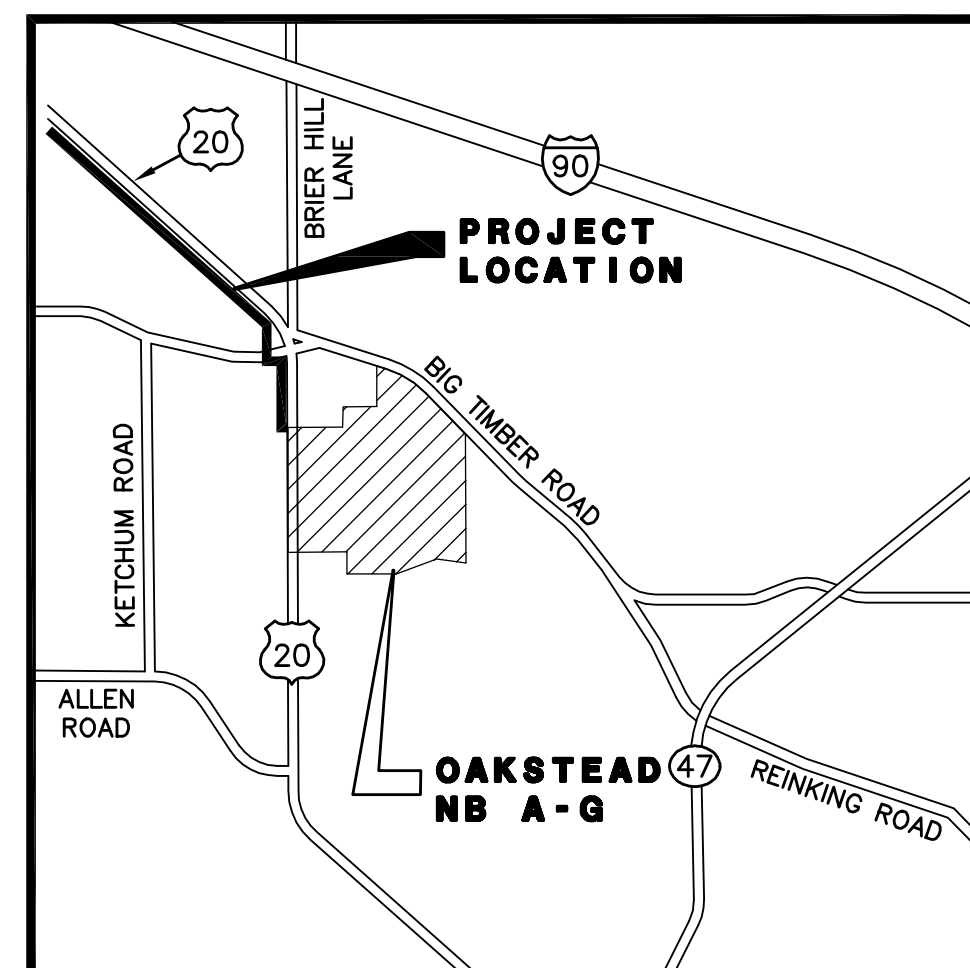 20
BRIER HILL
LANE
90
PROJECT
LOCATION
BIG TIMBER ROAD
KETCHUM ROAD
20
ALLEN
ROAD
OAKSTEAD
NB A-G
47
REINKING ROAD